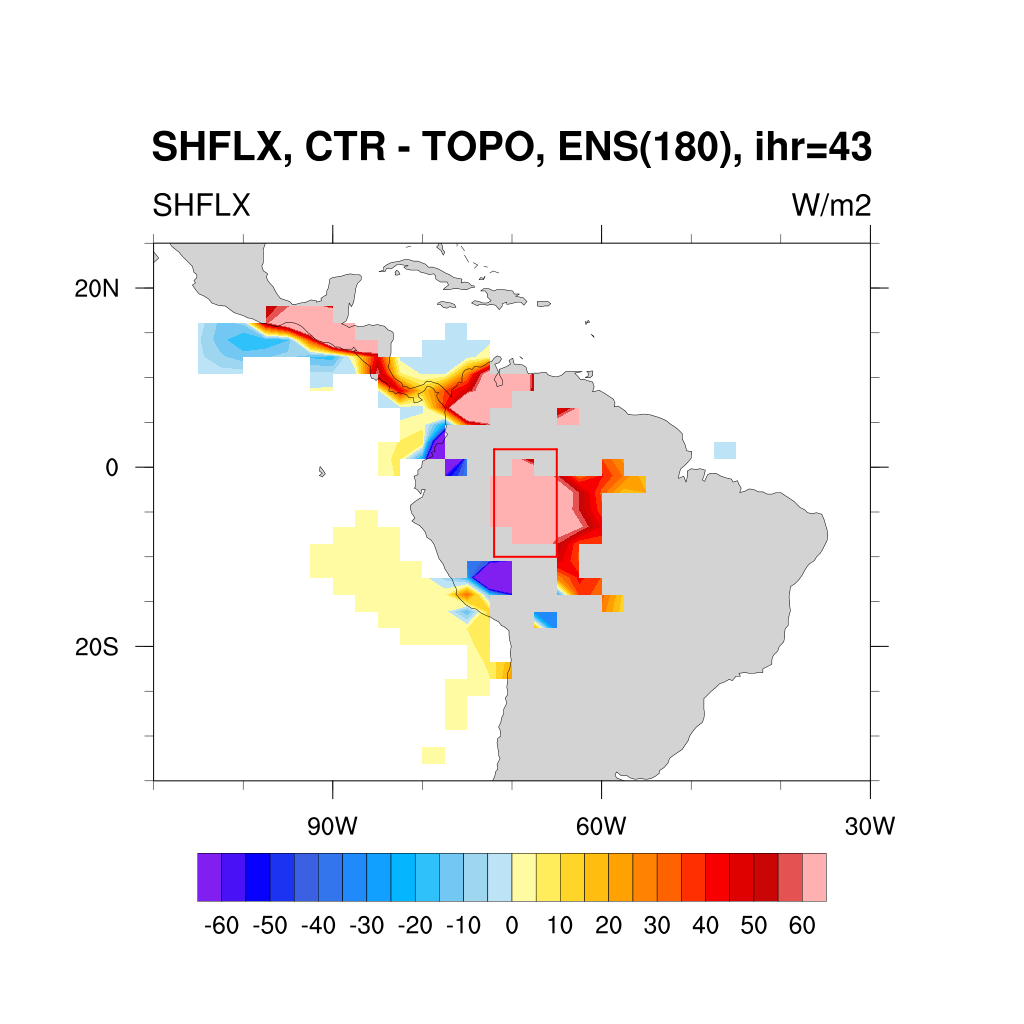 SHFLX, CTR - TOPO, ENS(180), ihr=43
SHFLX W/m2
20N
0
20S
90W 60W 30W
-60 -50 -40 -30 -20 -10 0 10 20 30 40 50 60